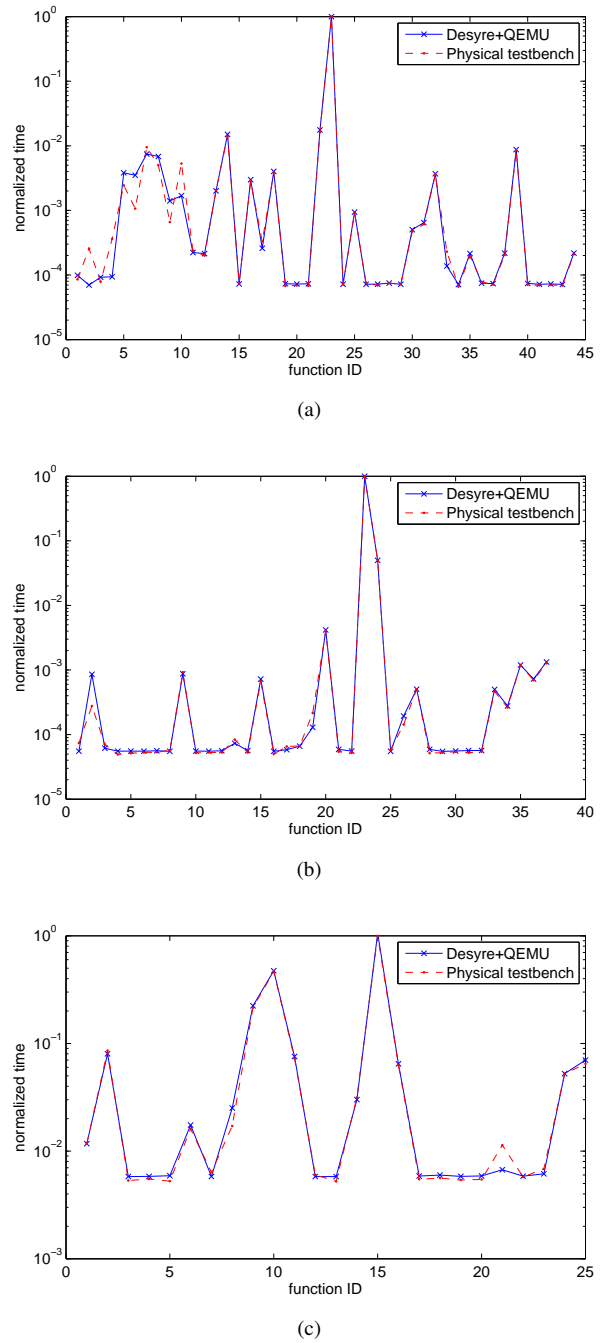 10^0
10^-1
10^-2
10^-3
10^-4
10^-5
normalized time
Desyre+QEMU
Physical testbench
0 5 10 15 20 25 30 35 40 45
function ID
(a)
10^0
10^-1
10^-2
10^-3
10^-4
10^-5
normalized time
Desyre+QEMU
Physical testbench
0 5 10 15 20 25 30 35 40
function ID
(b)
10^0
10^-1
10^-2
10^-3
normalized time
Desyre+QEMU
Physical testbench
0 5 10 15 20 25
function ID
(c)